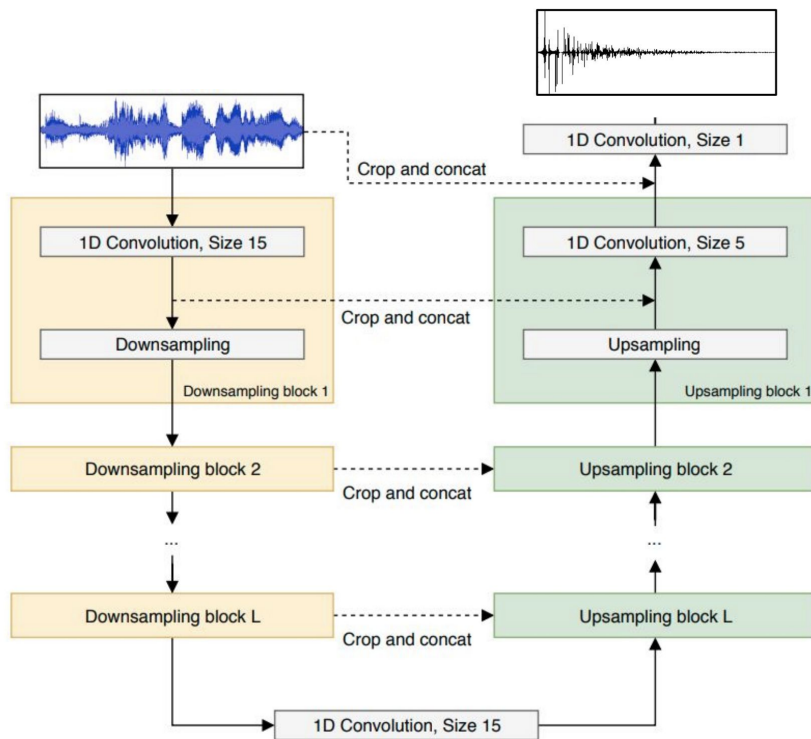 1D Convolution, Size 1
Crop and concat
1D Convolution, Size 15
1D Convolution, Size 5
Crop and concat
Downsampling
Upsampling
Downsampling block 1
Upsampling block 1
Downsampling block 2
Upsampling block 2
Crop and concat
...
...
Downsampling block L
Upsampling block L
Crop and concat
1D Convolution, Size 15